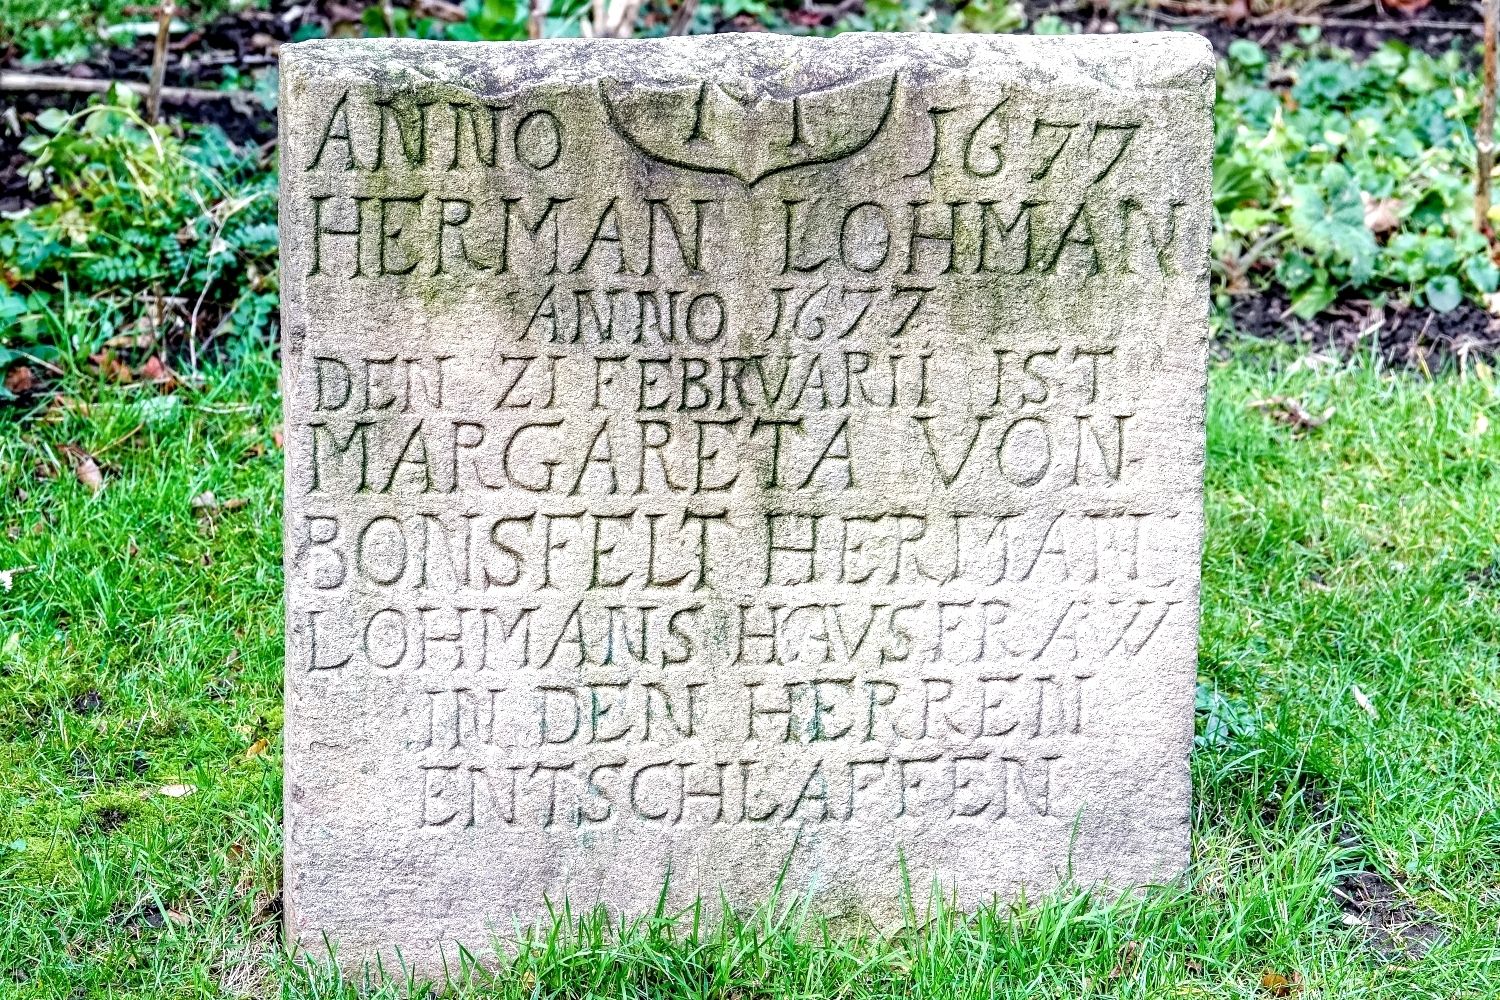 ANNO 1677
HERMAN LOHMAN
ANNO 1677
DEN 21 FEBRVARII IST
MARGARETA VON
BONSFELT HERMAN
LOHMANS HAVSFRAW
IN DEN HERREN
ENTSCHLAFFEN